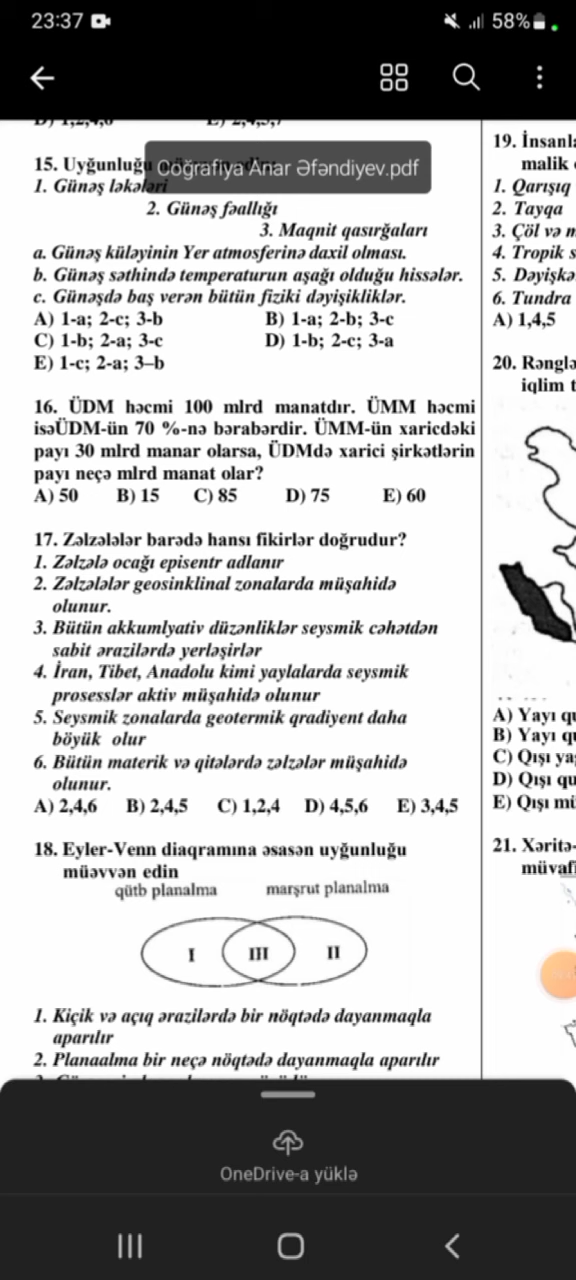 23:37
58%
15. Uyğunluğu
Coğrafiya Anar Əfəndiyev.pdf
1. Günəş ləkələri
2. Günəş fəallığı
3. Maqnit qasırğaları
a. Günəş küləyinin Yer atmosferinə daxil olması.
b. Günəş səthində temperaturun aşağı olduğu hissələr.
c. Günəşdə baş verən bütün fiziki dəyişikliklər.
A) 1-a; 2-c; 3-b B) 1-a; 2-b; 3-c
C) 1-b; 2-a; 3-c D) 1-b; 2-c; 3-a
E) 1-c; 2-a; 3–b
16. ÜDM həcmi 100 mlrd manatdır. ÜMM həcmi
isəÜDM-ün 70 %-nə bərabərdir. ÜMM-ün xaricdəki
payı 30 mlrd manar olarsa, ÜDMdə xarici şirkətlərin
payı neçə mlrd manat olar?
A) 50 B) 15 C) 85 D) 75 E) 60
17. Zəlzələlər barədə hansı fikirlər doğrudur?
1. Zəlzələ ocağı episentr adlanır
2. Zəlzələlər geosinklinal zonalarda müşahidə
olunur.
3. Bütün akkumlyativ düzənliklər seysmik cəhətdən
sabit ərazilərdə yerləşirlər
4. İran, Tibet, Anadolu kimi yaylalarda seysmik
prosesslər aktiv müşahidə olunur
5. Seysmik zonalarda geotermik qradiyent daha
böyük olur
6. Bütün materik və qitələrdə zəlzələr müşahidə
olunur.
A) 2,4,6 B) 2,4,5 C) 1,2,4 D) 4,5,6 E) 3,4,5
18. Eyler-Venn diaqramına əsasən uyğunluğu
müəvvən edin
qütb planalma marşrut planalma
I III II
1. Kiçik və açıq ərazilərdə bir nöqtədə dayanmaqla
aparılır
2. Planaalma bir neçə nöqtədə dayanmaqla aparılır
19.
malik
1. Qarışıq
2. Tayqa
3. Çöl və
4. Tropik
5.
6. Tundra
A) 1,4,5
20.
iqlim
A) Yayı
B) Yayı
C) Qışı
D) Qışı
E) Qışı
21.
OneDrive-a yüklə